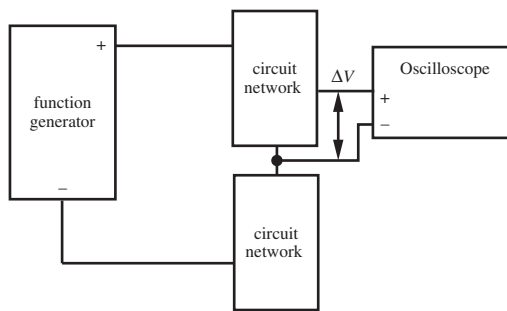 +
function
generator
−
circuit
network
ΔV
Oscilloscope
+
−
circuit
network